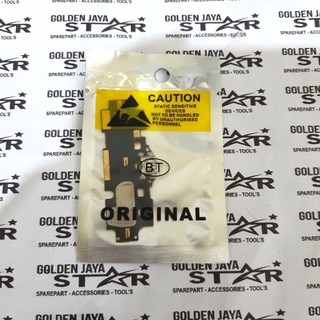 GOLDEN JAYA
STAR
SPAREPART - ACCESSORIES - TOOL'S
CAUTION
STATIC SENSITIVE
DEVICES
NOT TO BE HANDLED
BY UNAUTHORISED
PERSONNEL
BT
ORIGINAL
GOLDEN JAYA
STAR
SPAREPART - ACCESSORIES - TOOL'S